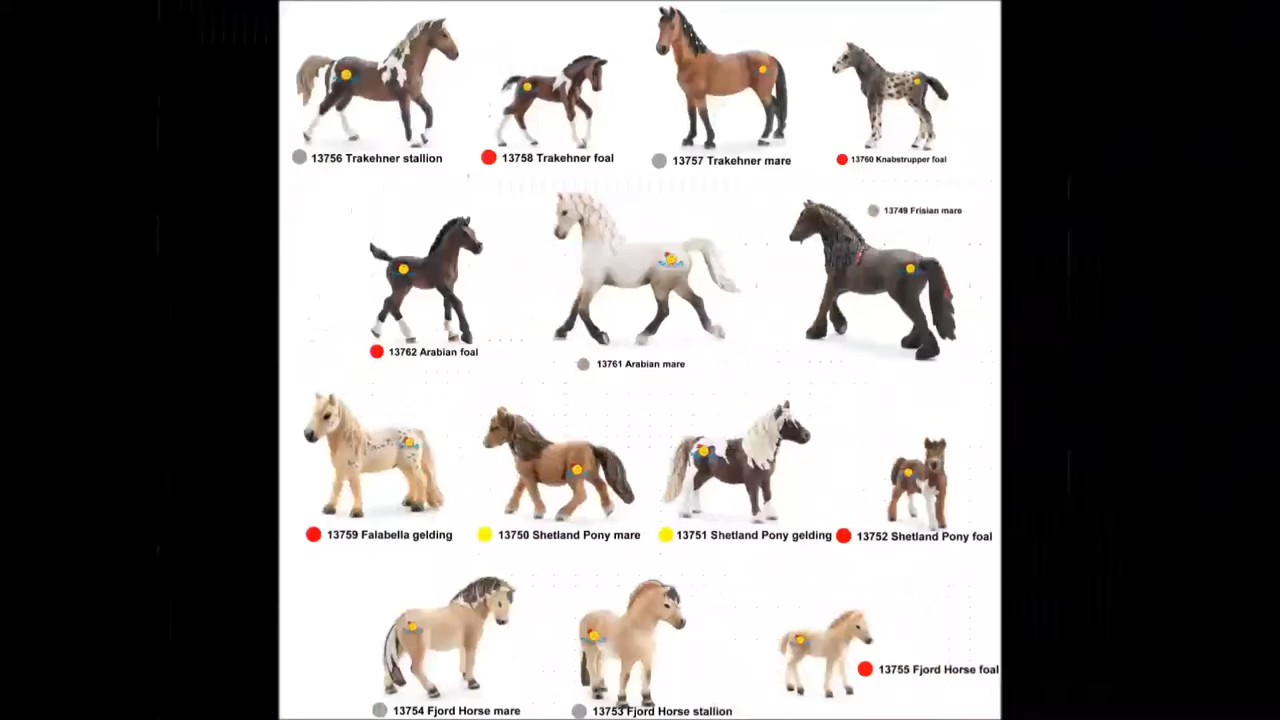 13756 Trakehner stallion
13758 Trakehner foal
13757 Trakehner mare
13760 Knabstrupper foal
13749 Frisian mare
13762 Arabian foal
13761 Arabian mare
13759 Falabella gelding
13750 Shetland Pony mare
13751 Shetland Pony gelding
13752 Shetland Pony foal
13755 Fjord Horse foal
13754 Fjord Horse mare
13753 Fjord Horse stallion